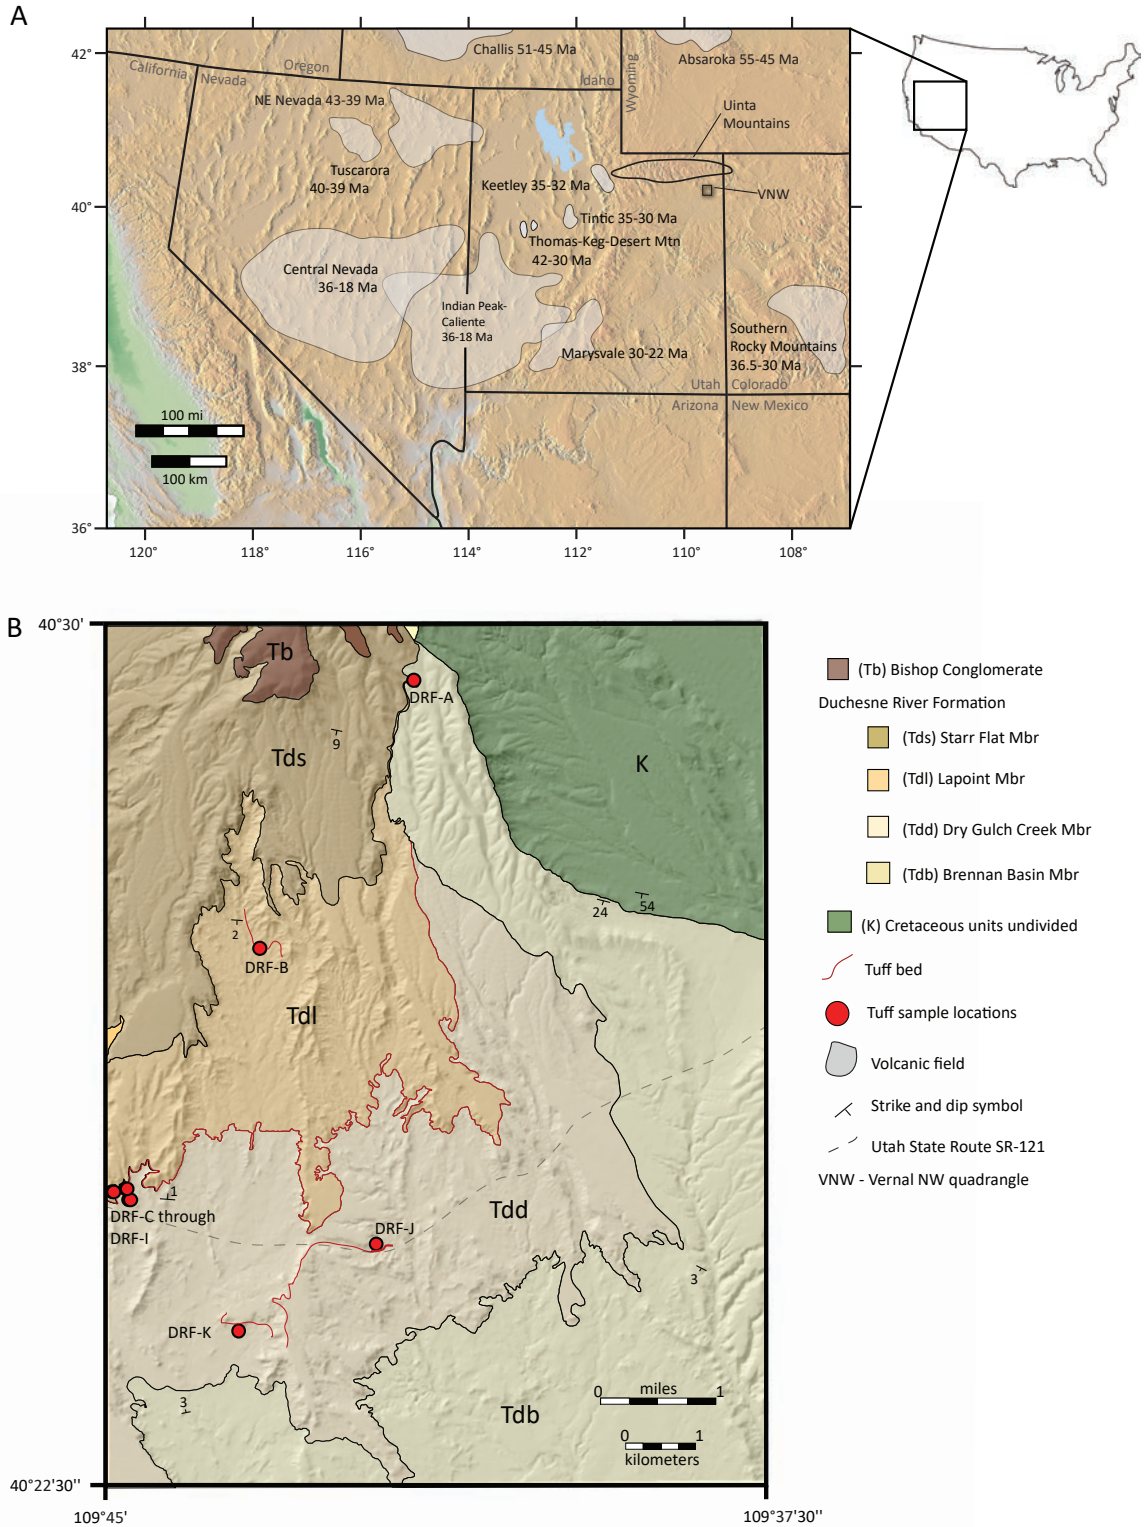 A
42°
40°
38°
36°
120°
118°
116°
114°
112°
110°
108°
California
Nevada
Oregon
Idaho
Wyoming
Challis 51-45 Ma
Absaroka 55-45 Ma
NE Nevada 43-39 Ma
Uinta
Mountains
Tuscarora
40-39 Ma
Keetley 35-32 Ma
VNW
Tintic 35-30 Ma
Thomas-Keg-Desert Mtn
42-30 Ma
Central Nevada
36-18 Ma
Indian Peak-
Caliente
36-18 Ma
Southern
Rocky Mountains
36.5-30 Ma
Marysvale 30-22 Ma
Utah
Colorado
Arizona
New Mexico
100 mi
100 km
B
40°30'
40°22'30''
109°45'
109°37'30''
Tb
DRF-A
9
Tds
K
24
54
2
DRF-B
Tdl
1
DRF-C through
DRF-I
DRF-J
Tdd
3
DRF-K
3
Tdb
0 miles 1
0 1
kilometers
(Tb) Bishop Conglomerate
Duchesne River Formation
(Tds) Starr Flat Mbr
(Tdl) Lapoint Mbr
(Tdd) Dry Gulch Creek Mbr
(Tdb) Brennan Basin Mbr
(K) Cretaceous units undivided
Tuff bed
Tuff sample locations
Volcanic field
Strike and dip symbol
Utah State Route SR-121
VNW - Vernal NW quadrangle